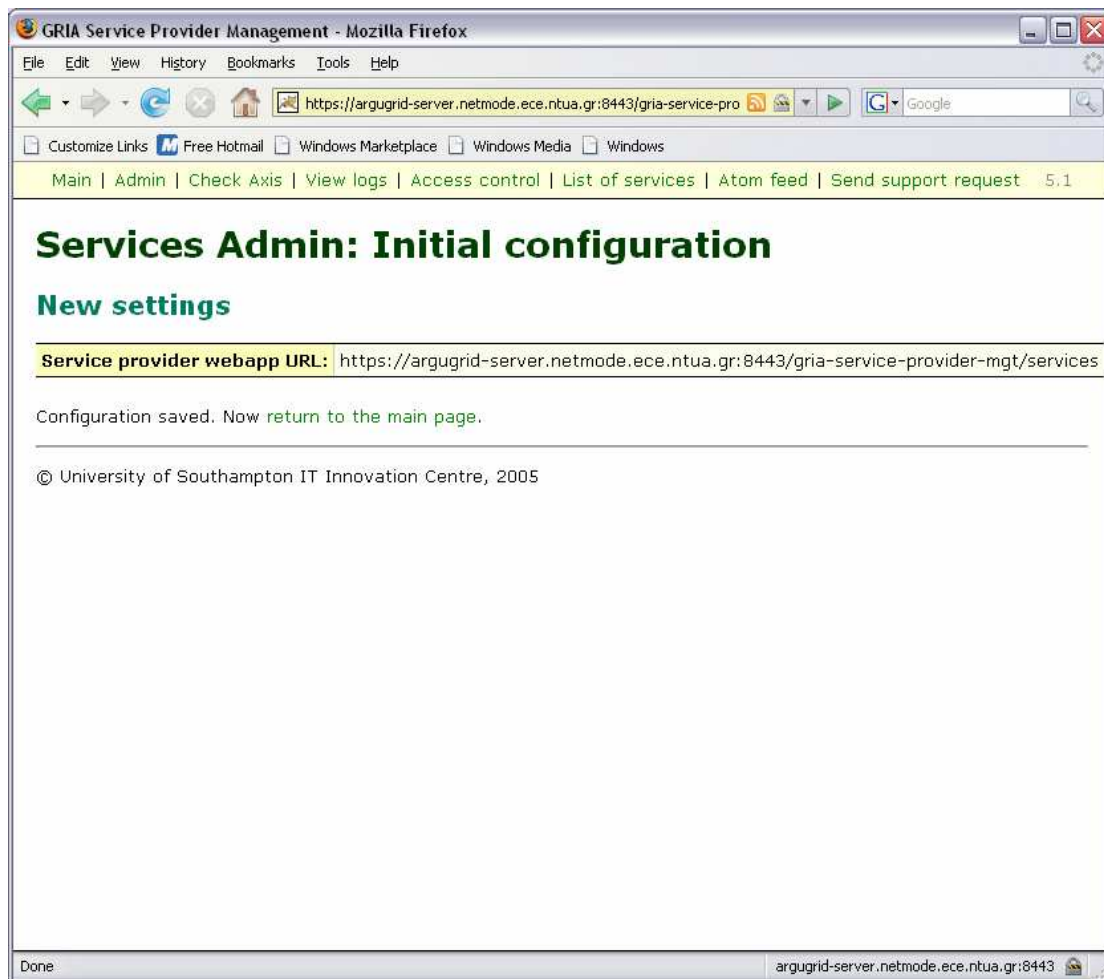 GRIA Service Provider Management - Mozilla Firefox
File Edit View History Bookmarks Tools Help
https://argugrid-server.netmode.ece.ntua.gr:8443/gria-service-pro G Google
Customize Links Free Hotmail Windows Marketplace Windows Media Windows
Main | Admin | Check Axis | View logs | Access control | List of services | Atom feed | Send support request 5.1
Services Admin: Initial configuration
New settings
Service provider webapp URL: https://argugrid-server.netmode.ece.ntua.gr:8443/gria-service-provider-mgt/services
Configuration saved. Now return to the main page.
© University of Southampton IT Innovation Centre, 2005
Done argugrid-server.netmode.ece.ntua.gr:8443